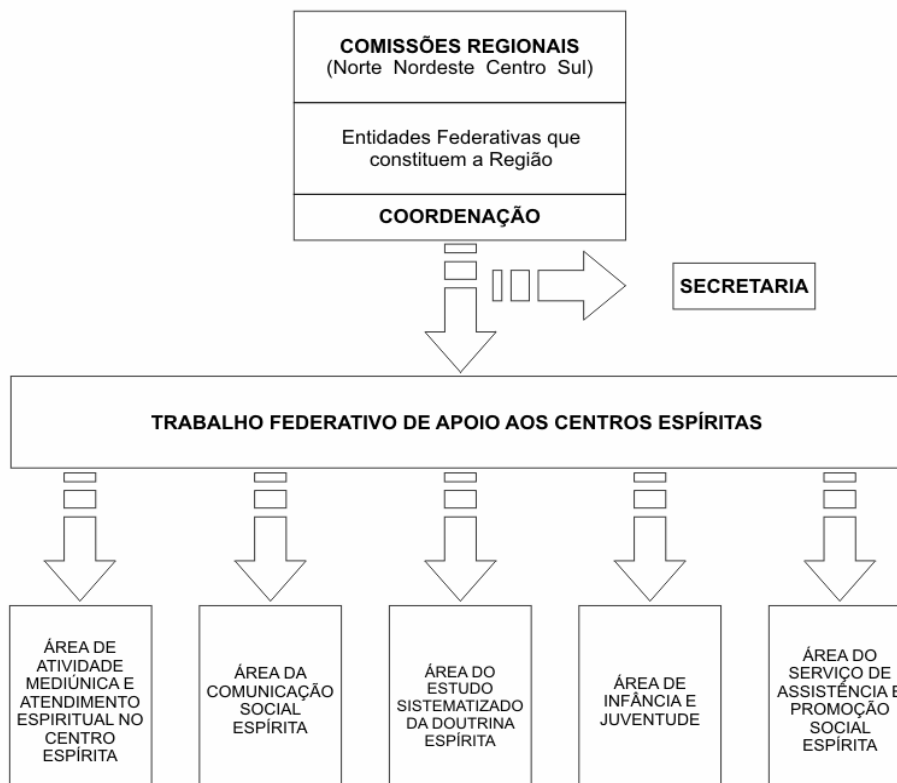 COMISSÕES REGIONAIS
(Norte Nordeste Centro Sul)
Entidades Federativas que
constituem a Região
COORDENAÇÃO
SECRETARIA
TRABALHO FEDERATIVO DE APOIO AOS CENTROS ESPÍRITAS
ÁREA DE
ATIVIDADE
MEDIÚNICA E
ATENDIMENTO
ESPIRITUAL NO
CENTRO
ESPÍRITA
ÁREA DA
COMUNICAÇÃO
SOCIAL
ESPÍRITA
ÁREA DO
ESTUDO
SISTEMATIZADO
DA DOUTRINA
ESPÍRITA
ÁREA DE
INFÂNCIA E
JUVENTUDE
ÁREA DO
SERVIÇO DE
ASSISTÊNCIA E
PROMOÇÃO
SOCIAL
ESPÍRITA